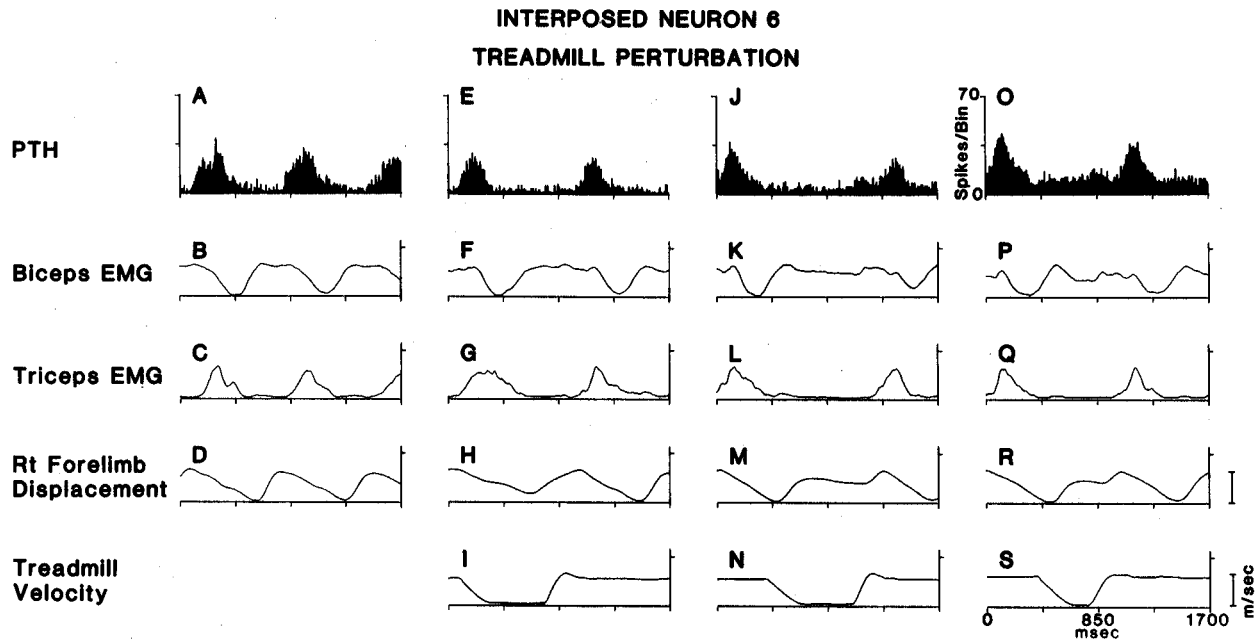 INTERPOSED NEURON 6
TREADMILL PERTURBATION
A
E
J
O
PTH
70
0
Spikes/Bin
B
F
K
P
Biceps EMG
C
G
L
Q
Triceps EMG
D
H
M
R
Rt Forelimb
Displacement
I
N
S
Treadmill
Velocity
m/sec
0
850
1700
msec